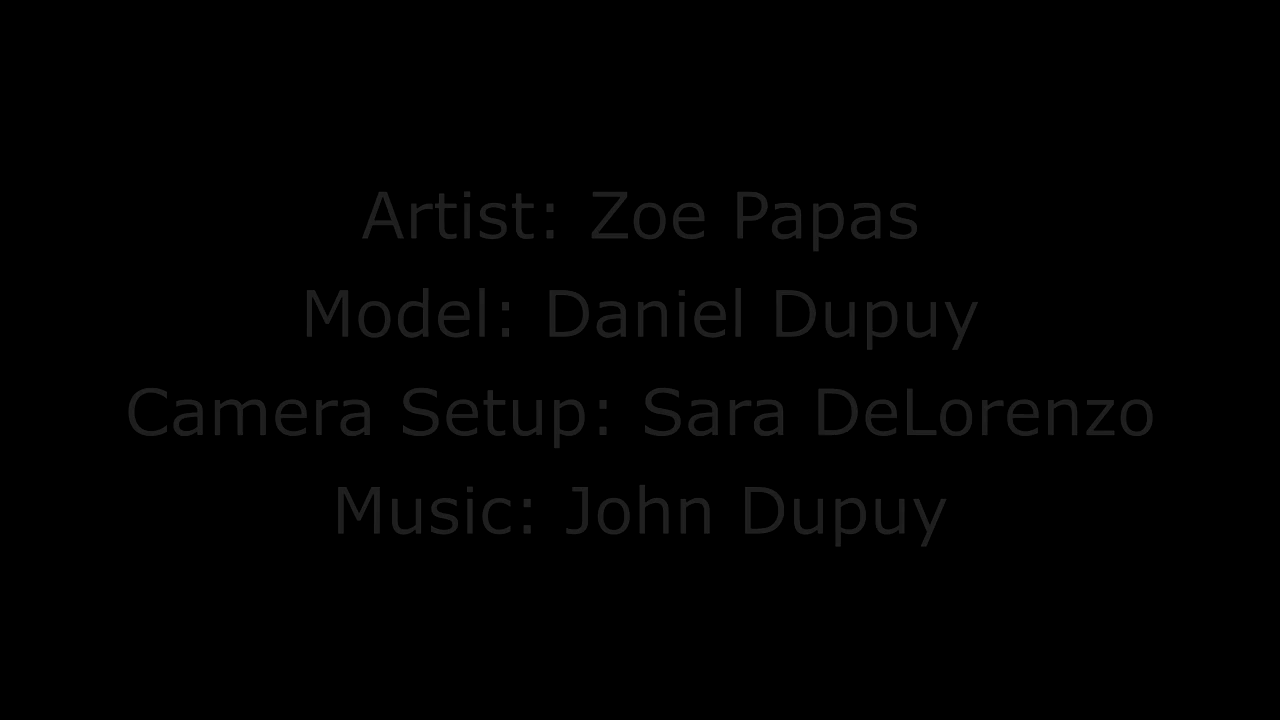 Artist: Zoe Papas
Model: Daniel Dupuy
Camera Setup: Sara DeLorenzo
Music: John Dupuy